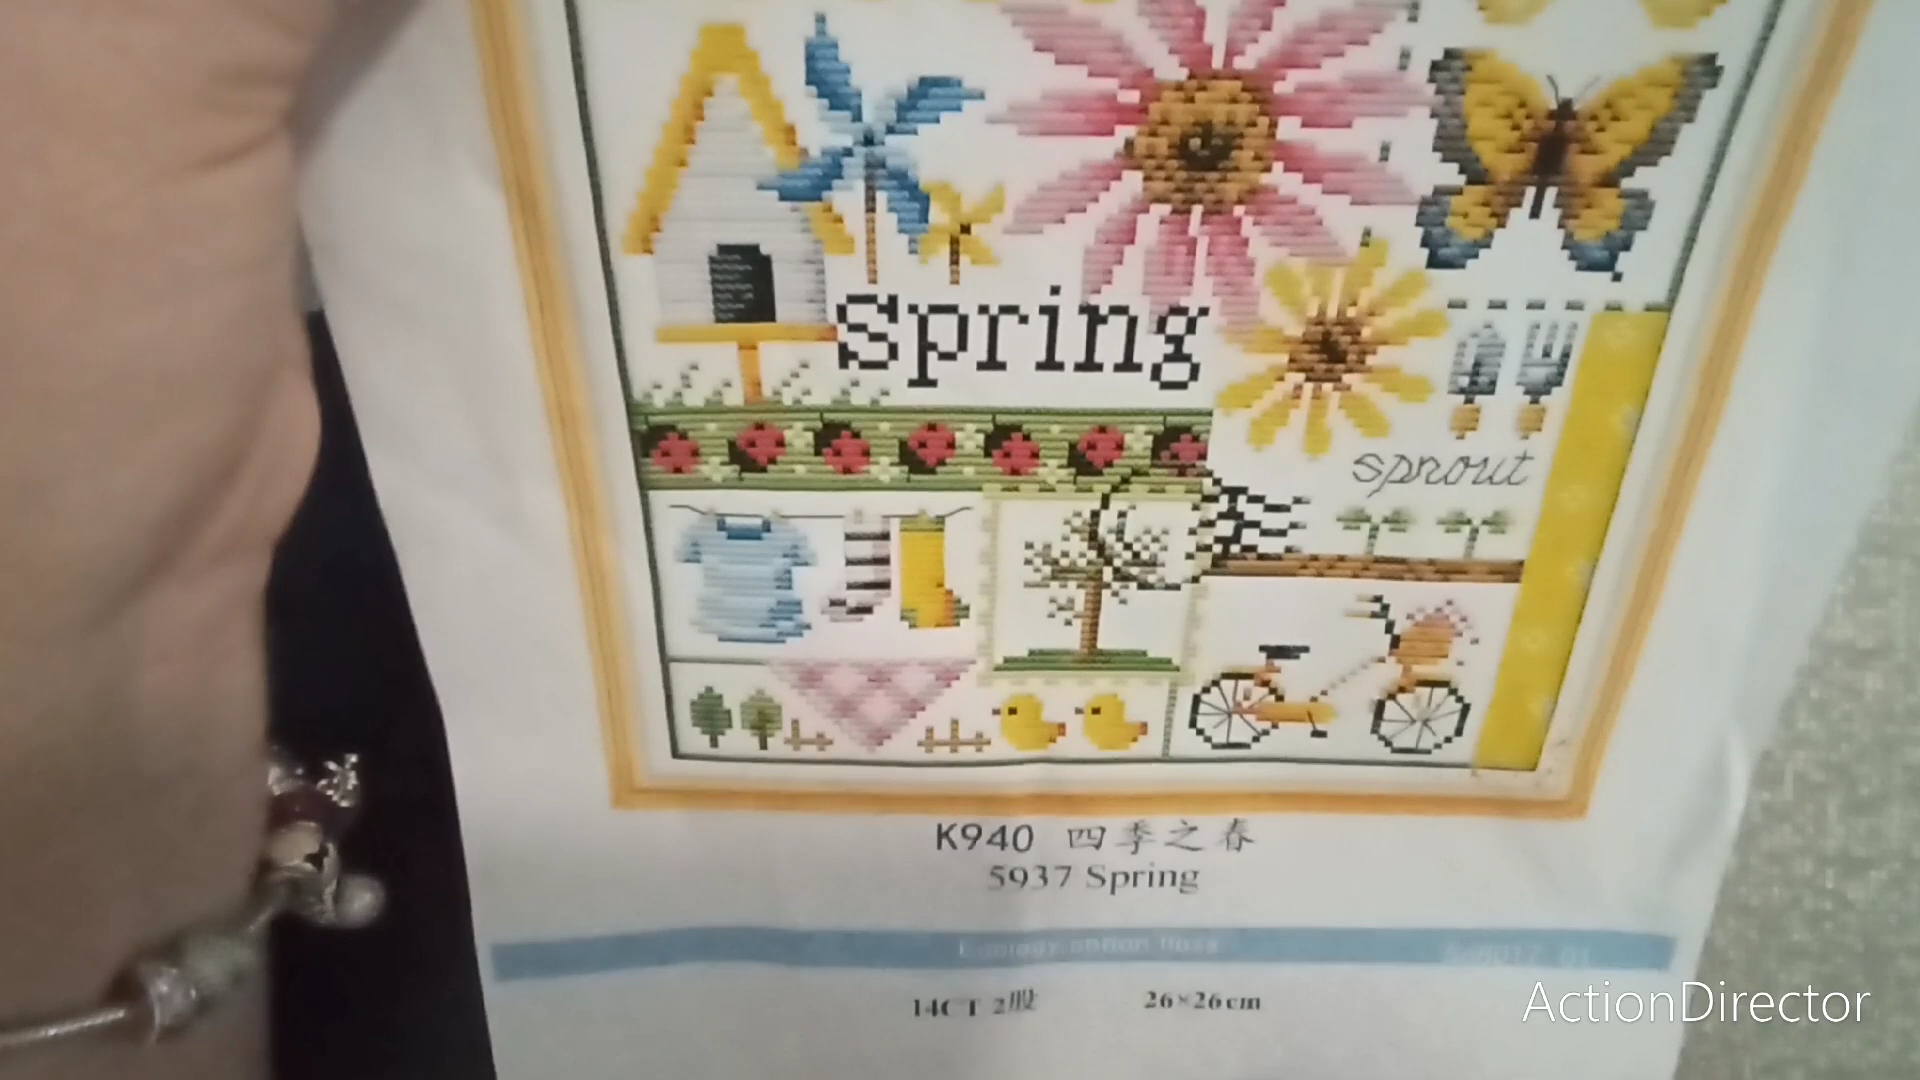 spring
sprout
K940 四季之春
5937 Spring
14CT 2股 26×26cm
ActionDirector